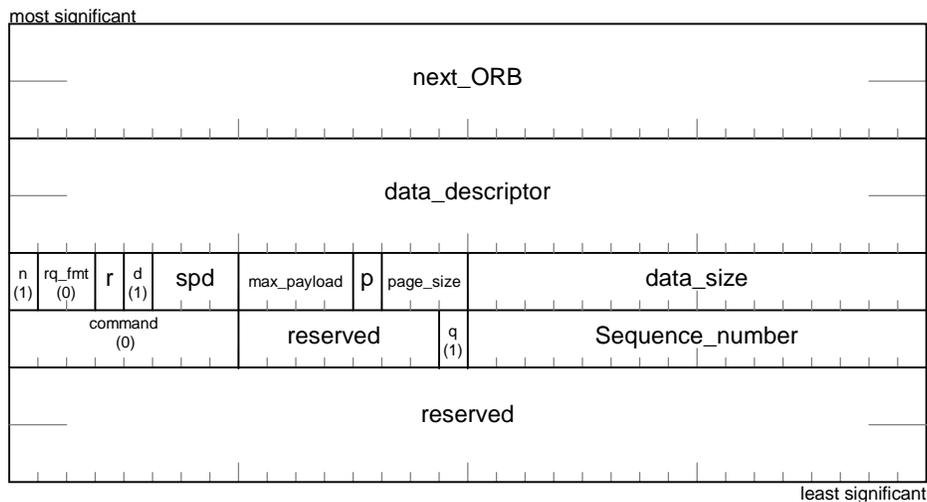 most significant
next_ORB
data_descriptor
n rq_fmt r d spd max_payload p page_size data_size
(1) (0) (1)
command reserved q Sequence_number
(0) (1)
reserved
least significant